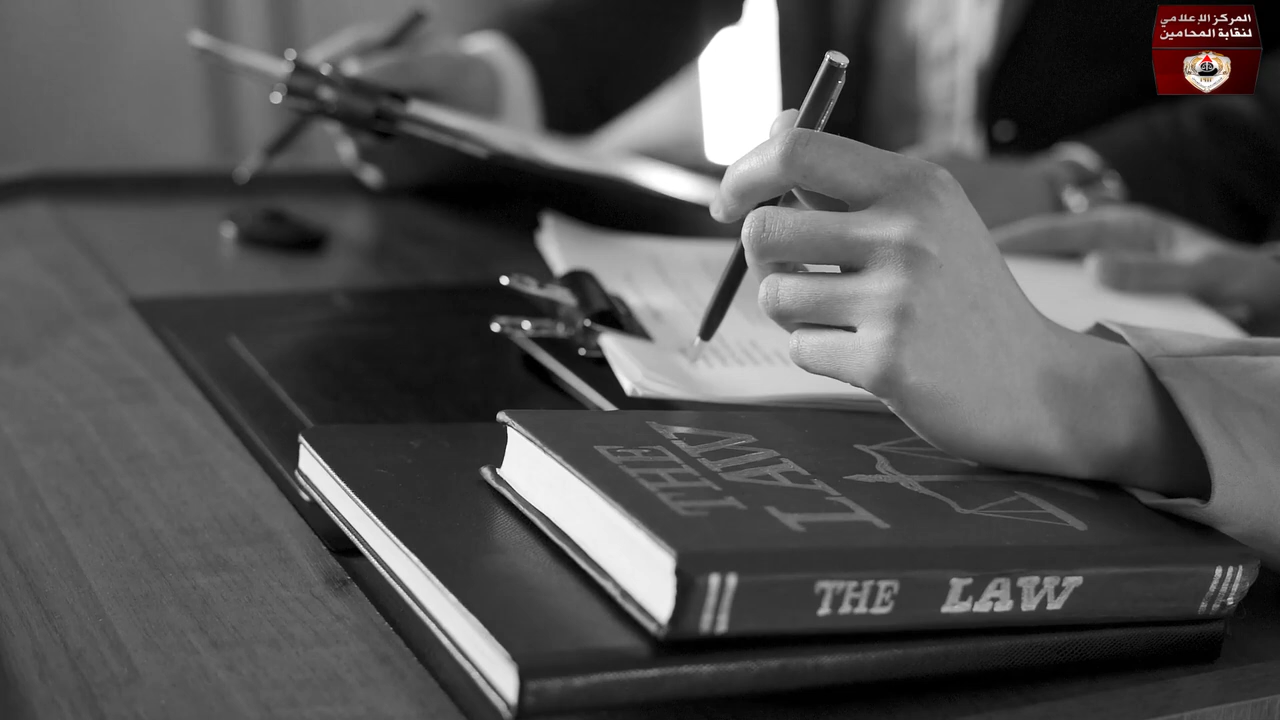 المركز الإعلامي
لنقابة المحامين
THE
LAW
THE LAW